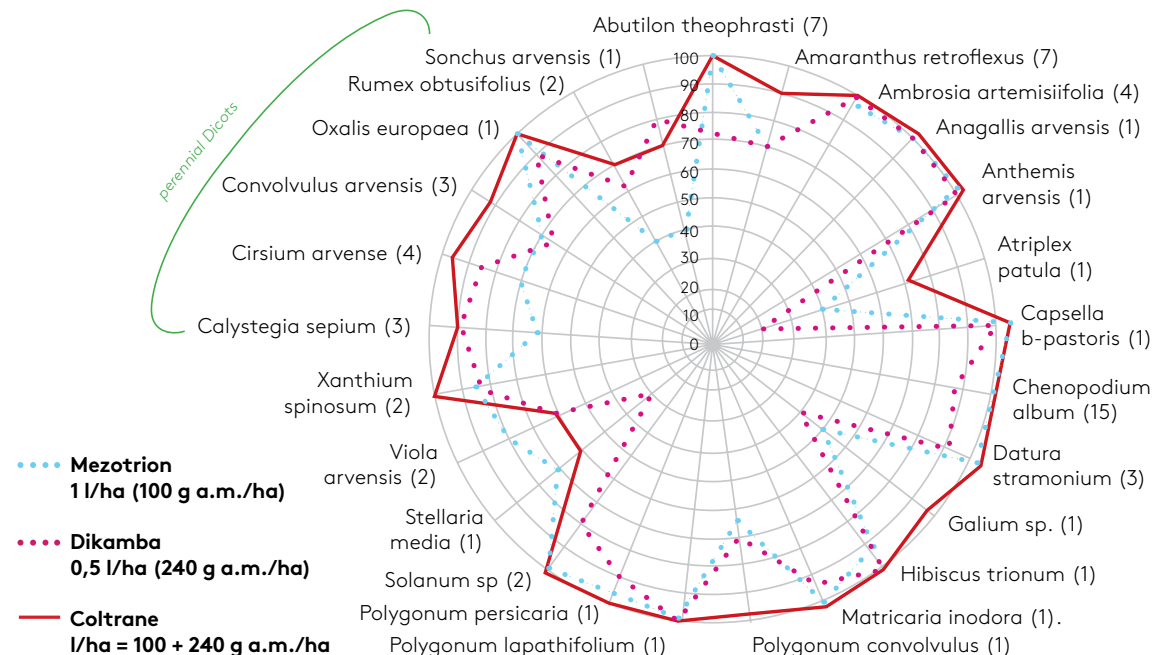 Abutilon theophrasti (7)
Sonchus arvensis (1)
Amaranthus retroflexus (7)
Rumex obtusifolius (2)
Ambrosia artemisiifolia (4)
Oxalis europaea (1)
Anagallis arvensis (1)
perennial Dicots
Convolvulus arvensis (3)
Anthemis
arvensis (1)
Cirsium arvense (4)
Atriplex
patula (1)
Calystegia sepium (3)
Capsella
b-pastoris (1)
Xanthium
spinosum (2)
Chenopodium
album (15)
Viola
arvensis (2)
Datura
stramonium (3)
Stellaria
media (1)
Galium sp. (1)
Solanum sp (2)
Hibiscus trionum (1)
Polygonum persicaria (1)
Matricaria inodora (1).
Polygonum lapathifolium (1)
Polygonum convolvulus (1)
100
90
80
70
60
50
40
30
20
10
0
Mezotrion
1 l/ha (100 g a.m./ha)
Dikamba
0,5 l/ha (240 g a.m./ha)
Coltrane
l/ha = 100 + 240 g a.m./ha